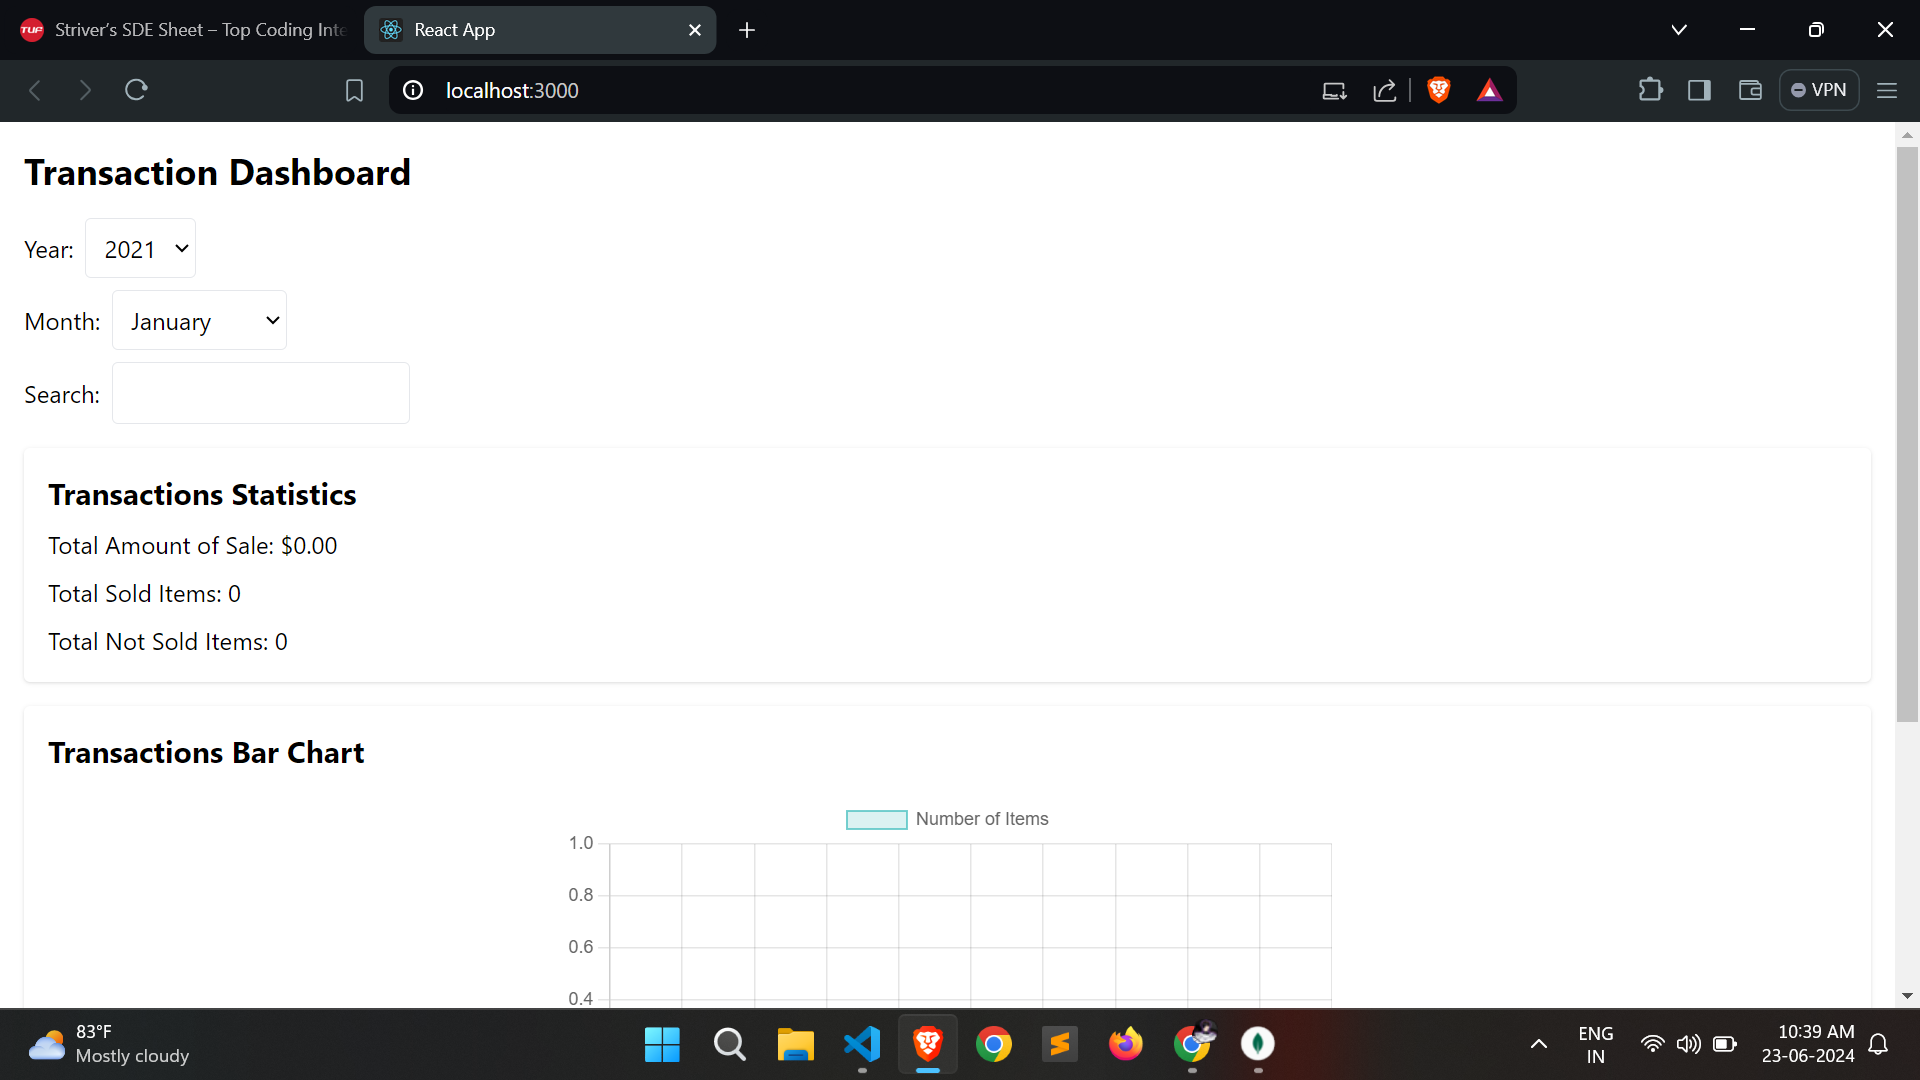 TUF Striver’s SDE Sheet – Top Coding Inte
React App
localhost:3000
VPN
Transaction Dashboard
Year: 2021
Month: January
Search:
Transactions Statistics
Total Amount of Sale: $0.00
Total Sold Items: 0
Total Not Sold Items: 0
Transactions Bar Chart
Number of Items
1.0
0.8
0.6
0.4
83°F
Mostly cloudy
ENG
IN
10:39 AM
23-06-2024